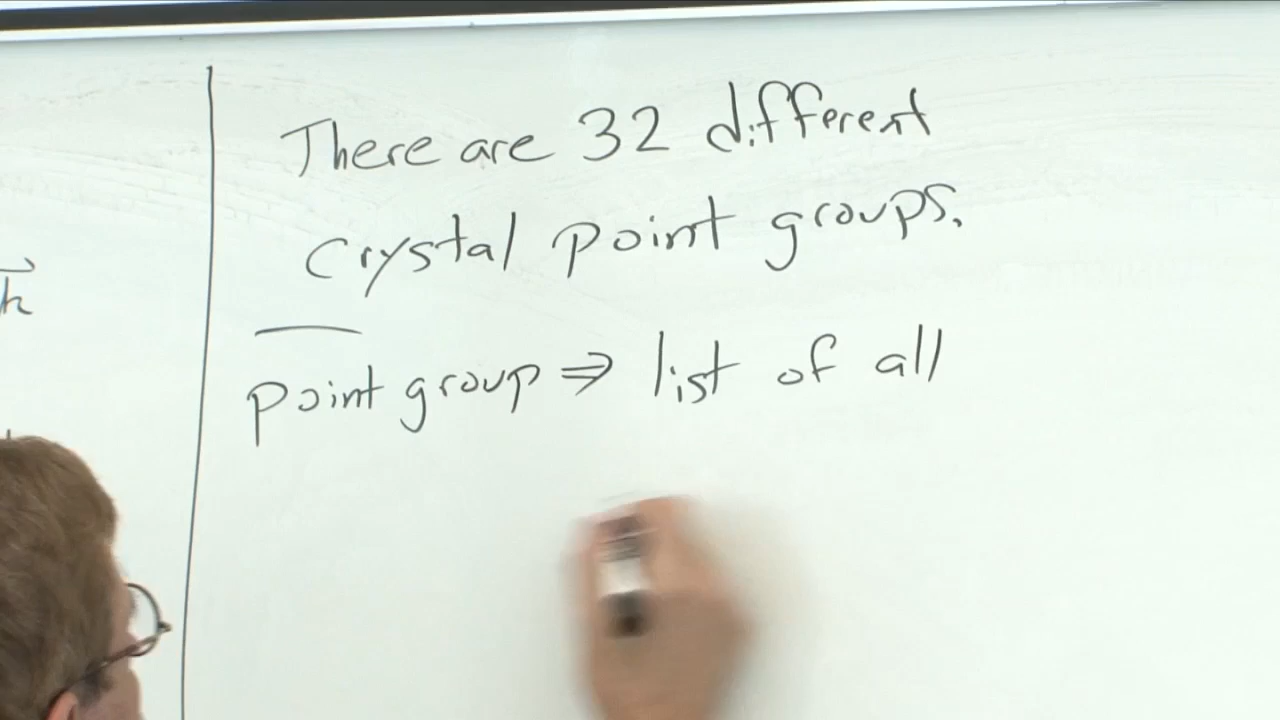 There are 32 different
crystal point groups.
point group ⇒ list of all